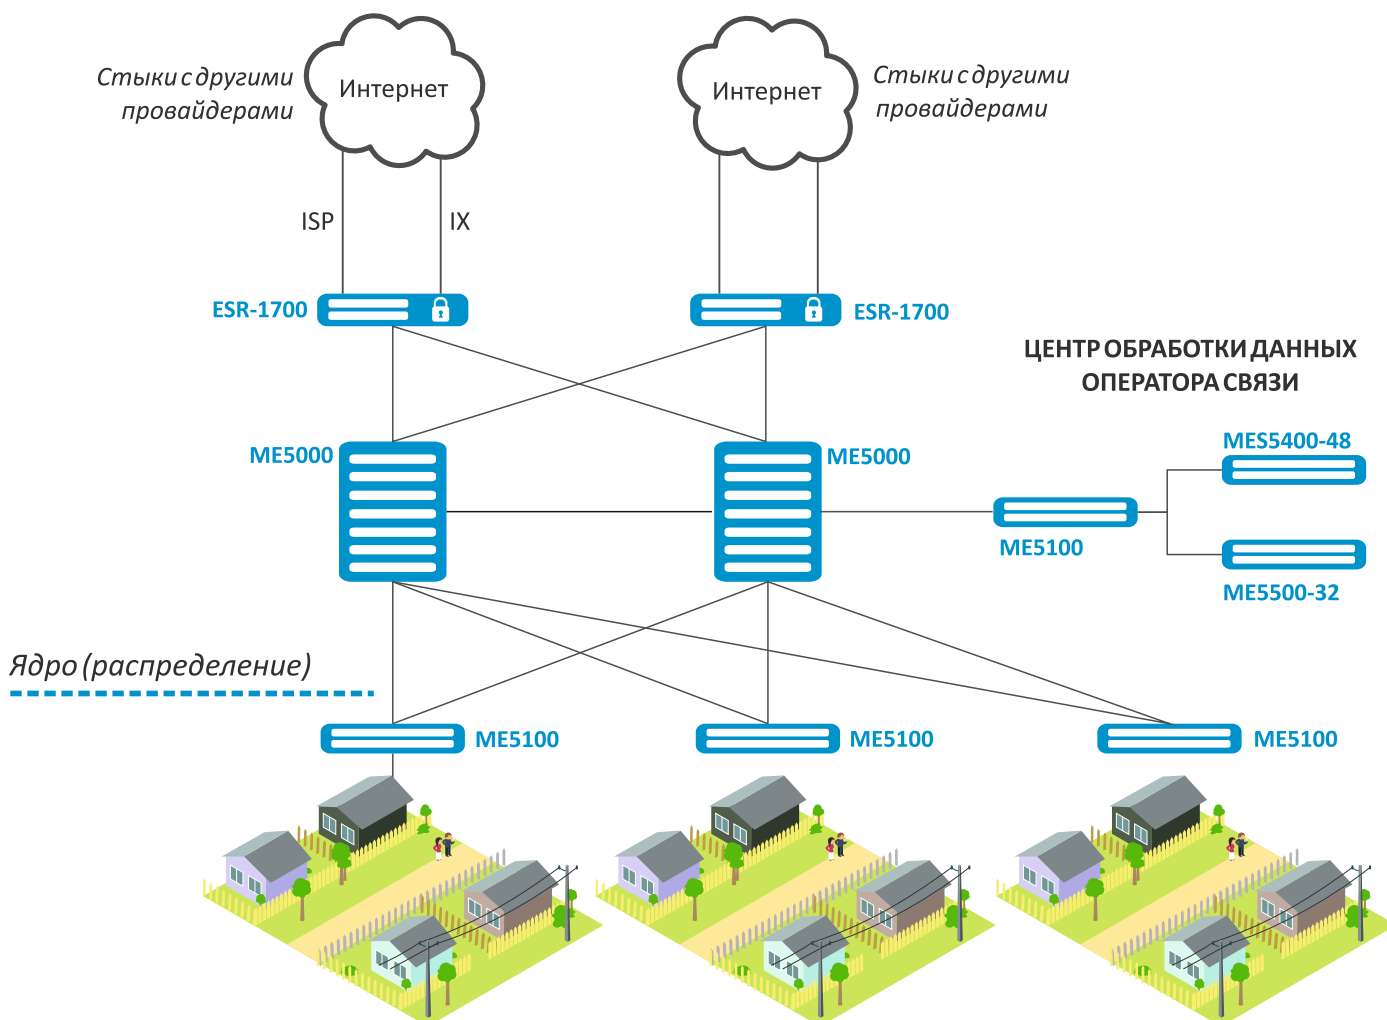 Стыки с другими
провайдерами
Интернет
Интернет
Стыки с другими
провайдерами
ISP
IX
ESR-1700
ESR-1700
ЦЕНТР ОБРАБОТКИ ДАННЫХ
ОПЕРАТОРА СВЯЗИ
ME5000
ME5000
MES5400-48
ME5100
ME5500-32
Ядро (распределение)
ME5100
ME5100
ME5100